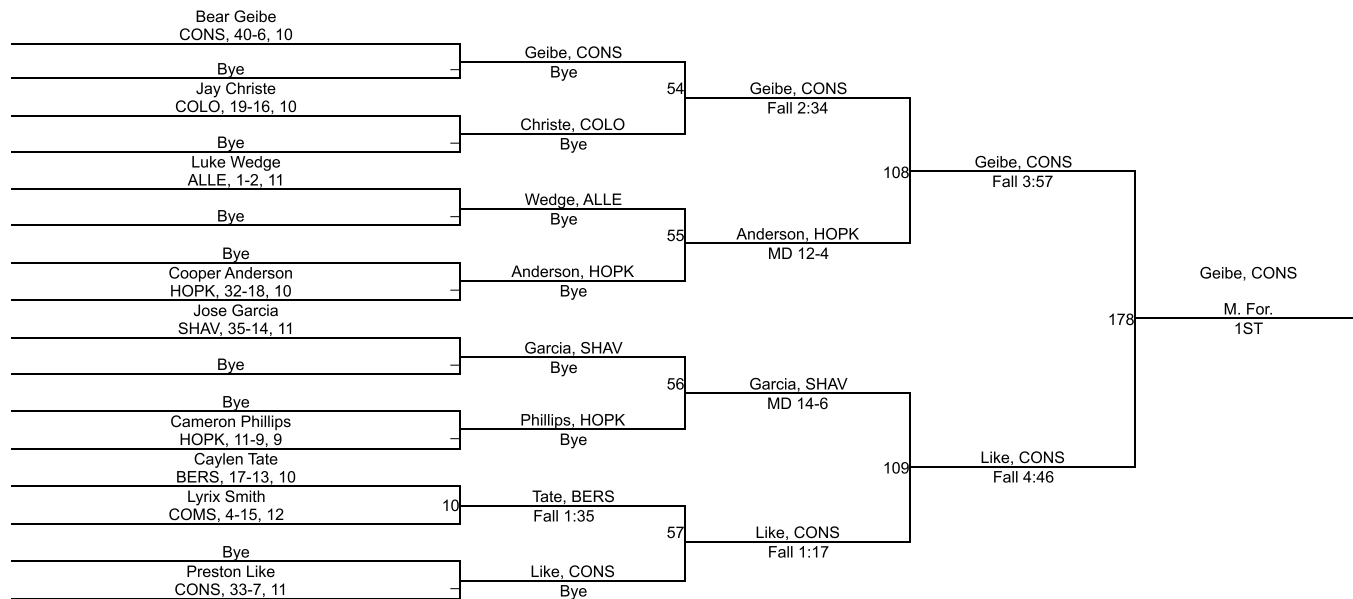 Bear Geibe
CONS, 40-6, 10
Bye
Jay Christe
COLO, 19-16, 10
Bye
Luke Wedge
ALLE, 1-2, 11
Bye
Bye
Cooper Anderson
HOPK, 32-18, 10
Jose Garcia
SHAV, 35-14, 11
Bye
Bye
Cameron Phillips
HOPK, 11-9, 9
Caylen Tate
BERS, 17-13, 10
Lyrix Smith
COMS, 4-15, 12
10
Bye
Preston Like
CONS, 33-7, 11
Geibe, CONS
Bye
54
Christe, COLO
Bye
Wedge, ALLE
Bye
55
Anderson, HOPK
Bye
Garcia, SHAV
Bye
56
Phillips, HOPK
Bye
Tate, BERS
Fall 1:35
57
Like, CONS
Bye
Geibe, CONS
Fall 2:34
108
Anderson, HOPK
MD 12-4
Garcia, SHAV
MD 14-6
109
Like, CONS
Fall 1:17
Geibe, CONS
Fall 3:57
178
Like, CONS
Fall 4:46
Geibe, CONS
M. For.
1ST